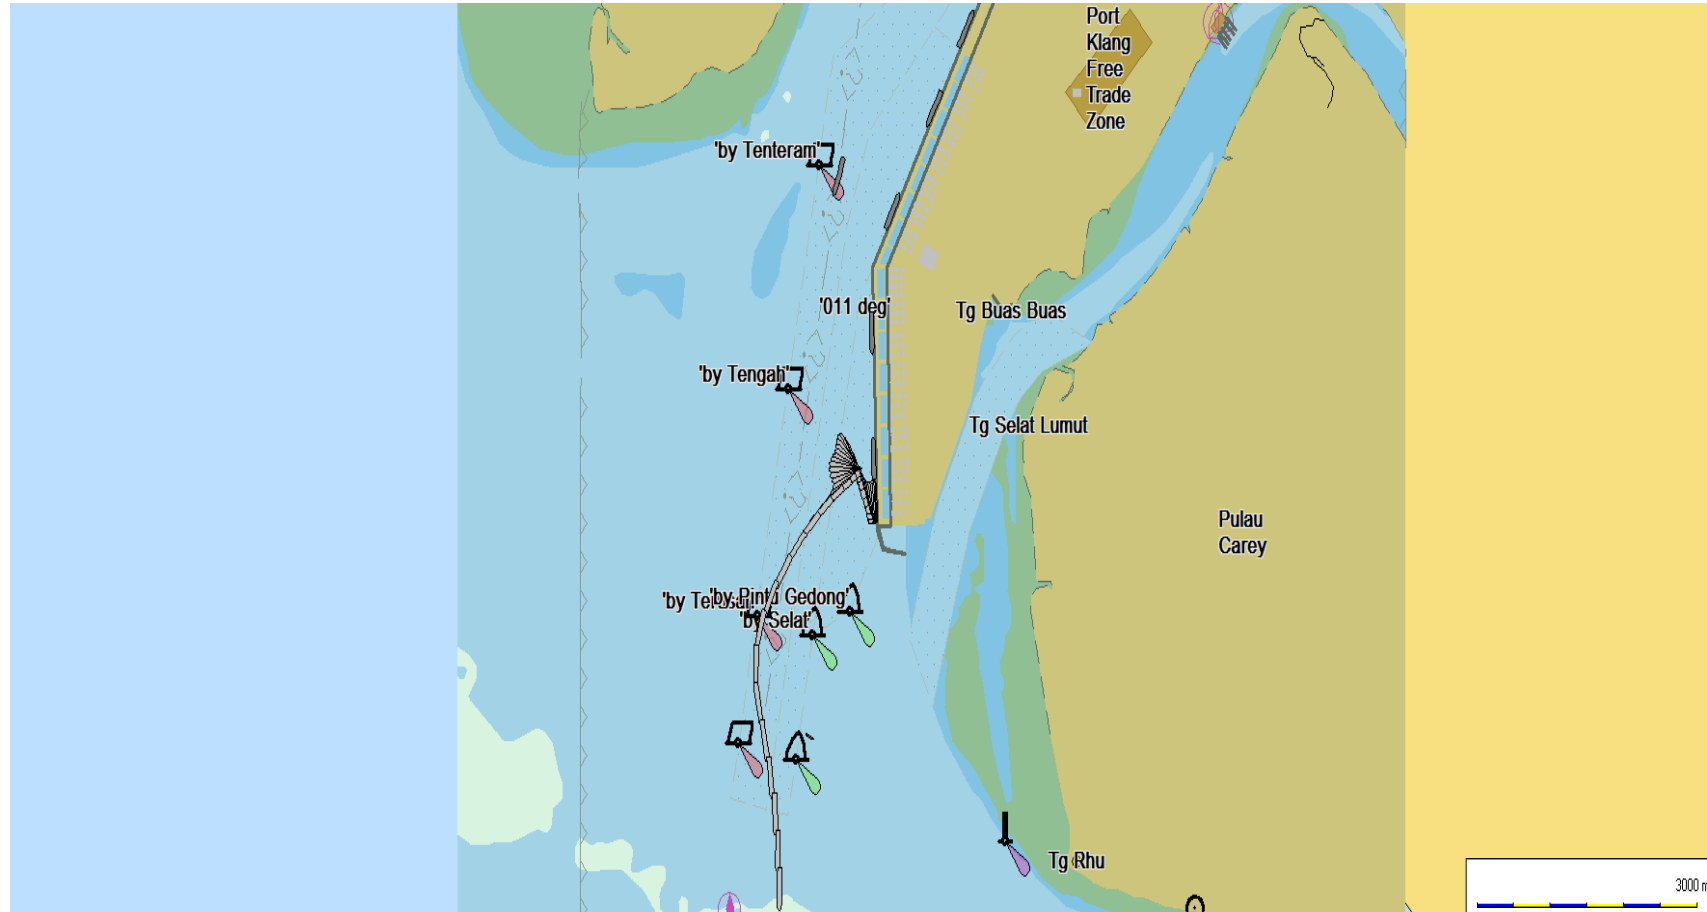 Port
Klang
Free
Trade
Zone
'by Tenteram'
'011 deg'
Tg Buas Buas
'by Tengah'
Tg Selat Lumut
Pulau
Carey
'by Pintu Gedong'
'by Selat'
Tg Rhu
3000 m